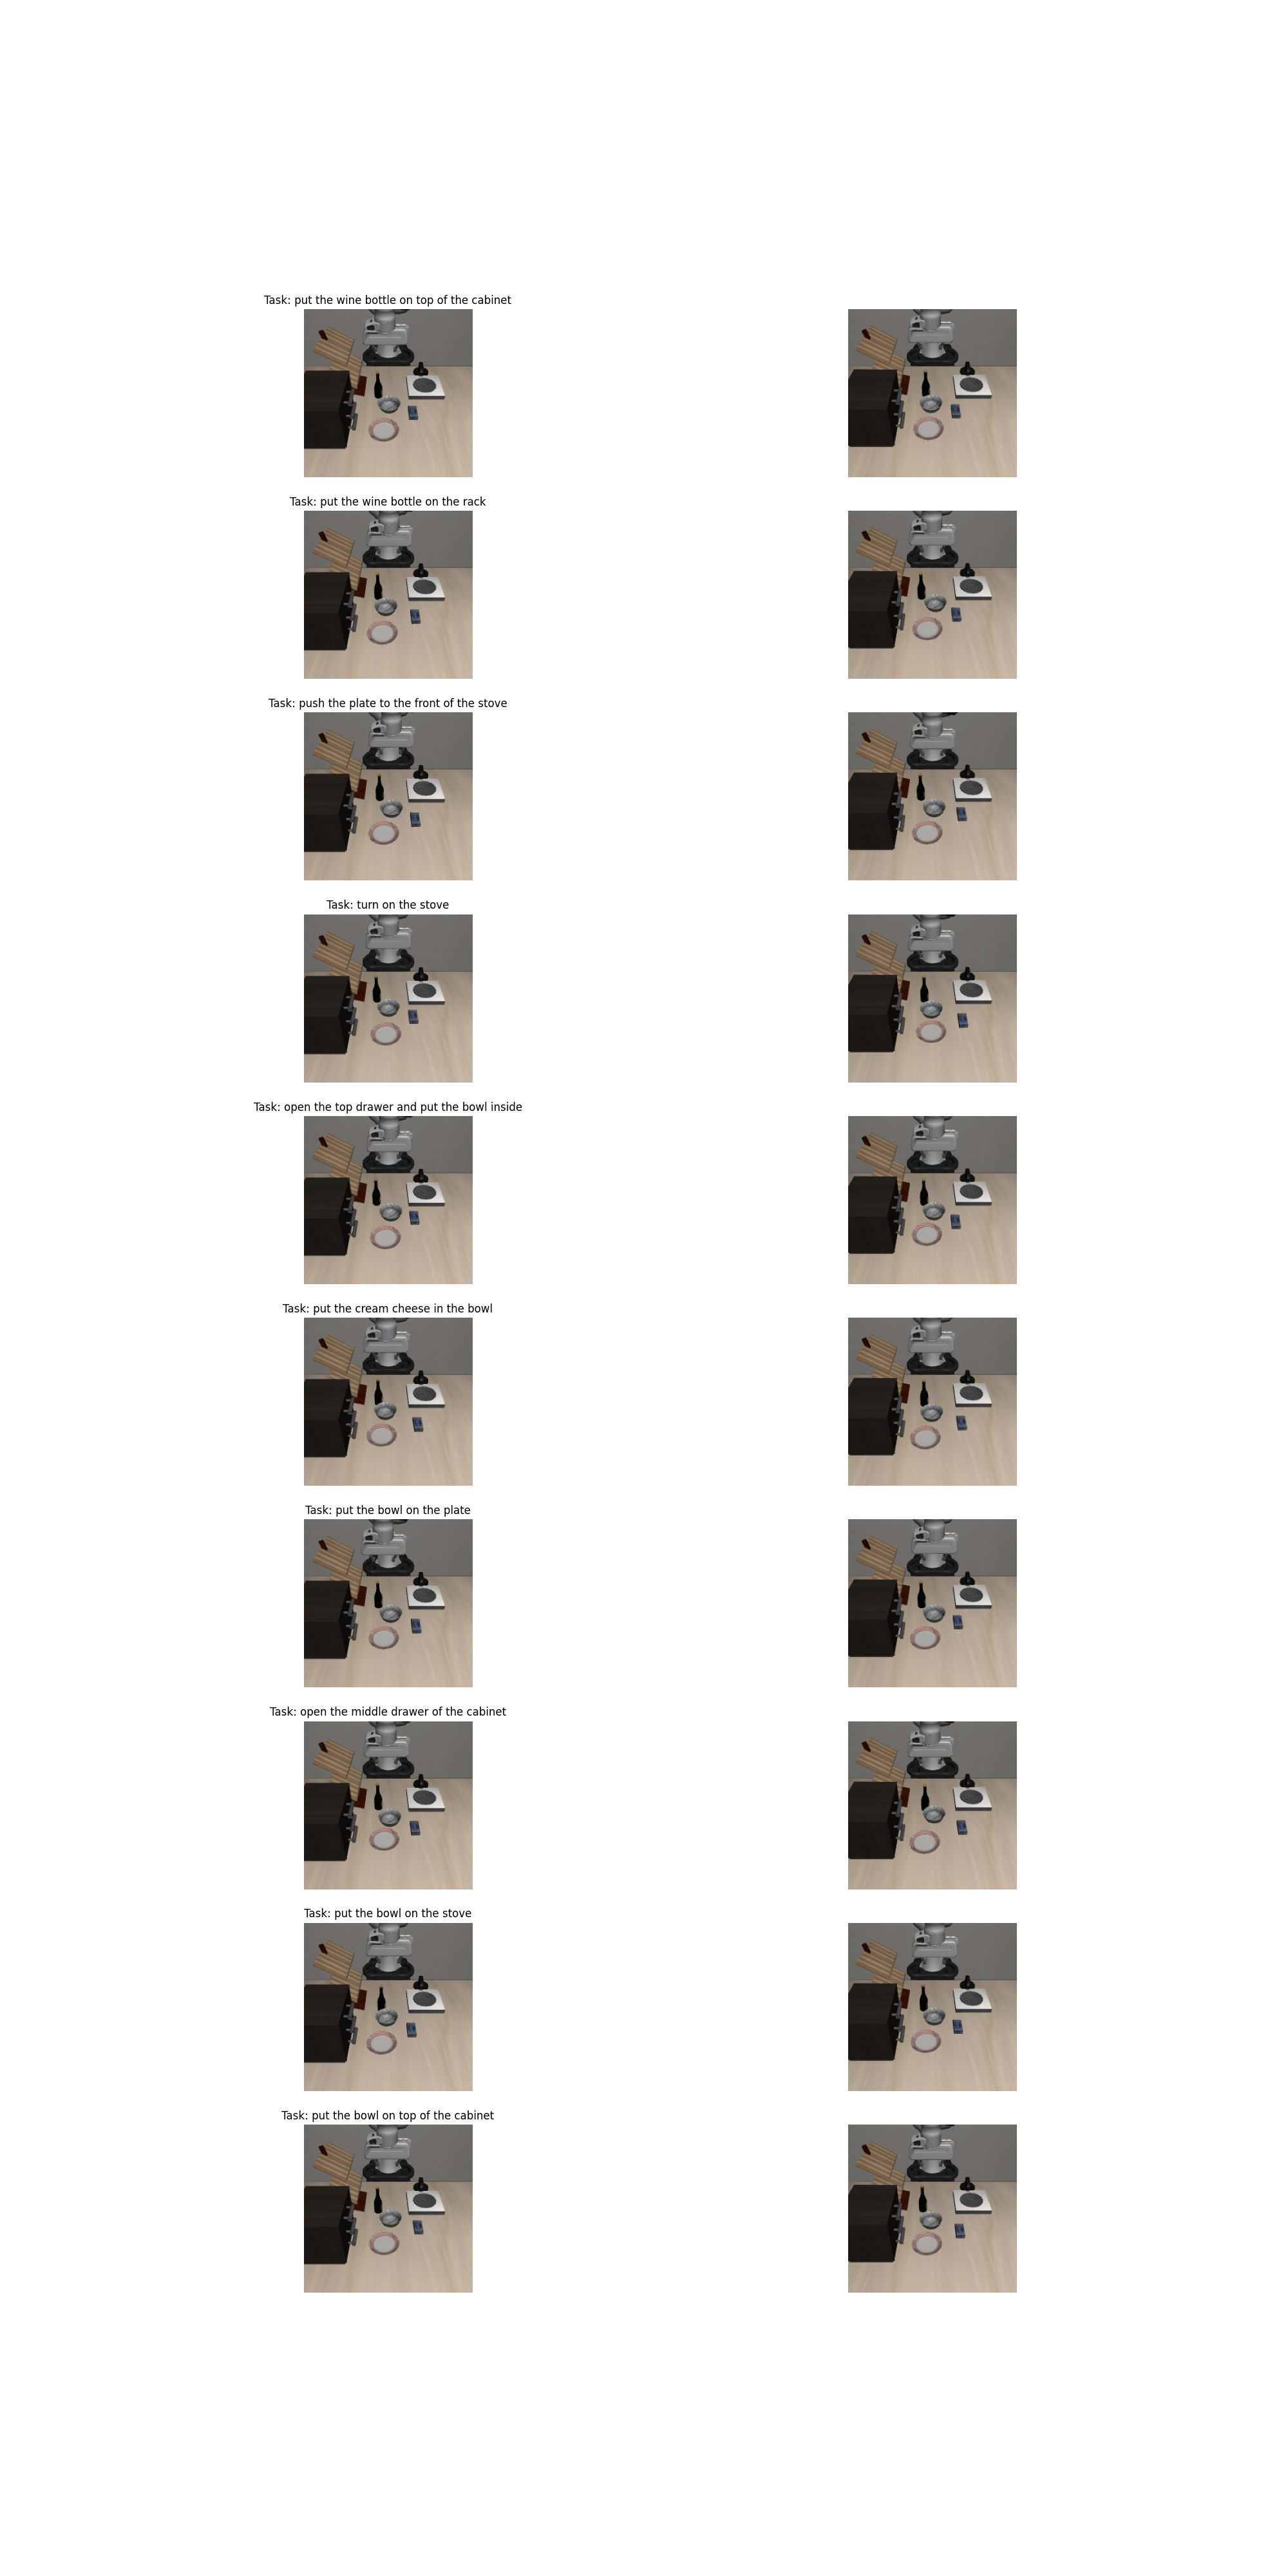 Task: put the wine bottle on top of the cabinet
Task: put the wine bottle on the rack
Task: push the plate to the front of the stove
Task: turn on the stove
Task: open the top drawer and put the bowl inside
Task: put the cream cheese in the bowl
Task: put the bowl on the plate
Task: open the middle drawer of the cabinet
Task: put the bowl on the stove
Task: put the bowl on top of the cabinet